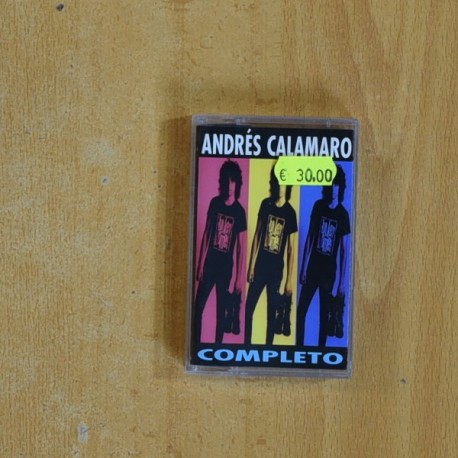 ANDRÉS CALAMARO
€ 30.00
COMPLETO